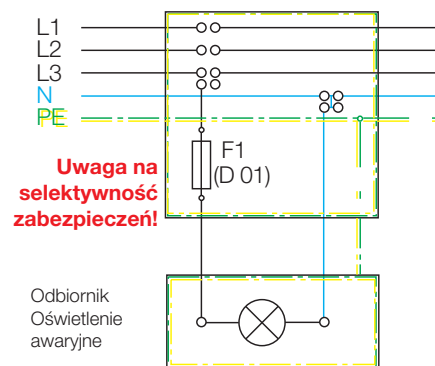 L1
L2
L3
N
PE
F1
(D 01)
Uwaga na
selektywność
zabezpieczeń!
Odbiornik
Oświetlenie
awaryjne